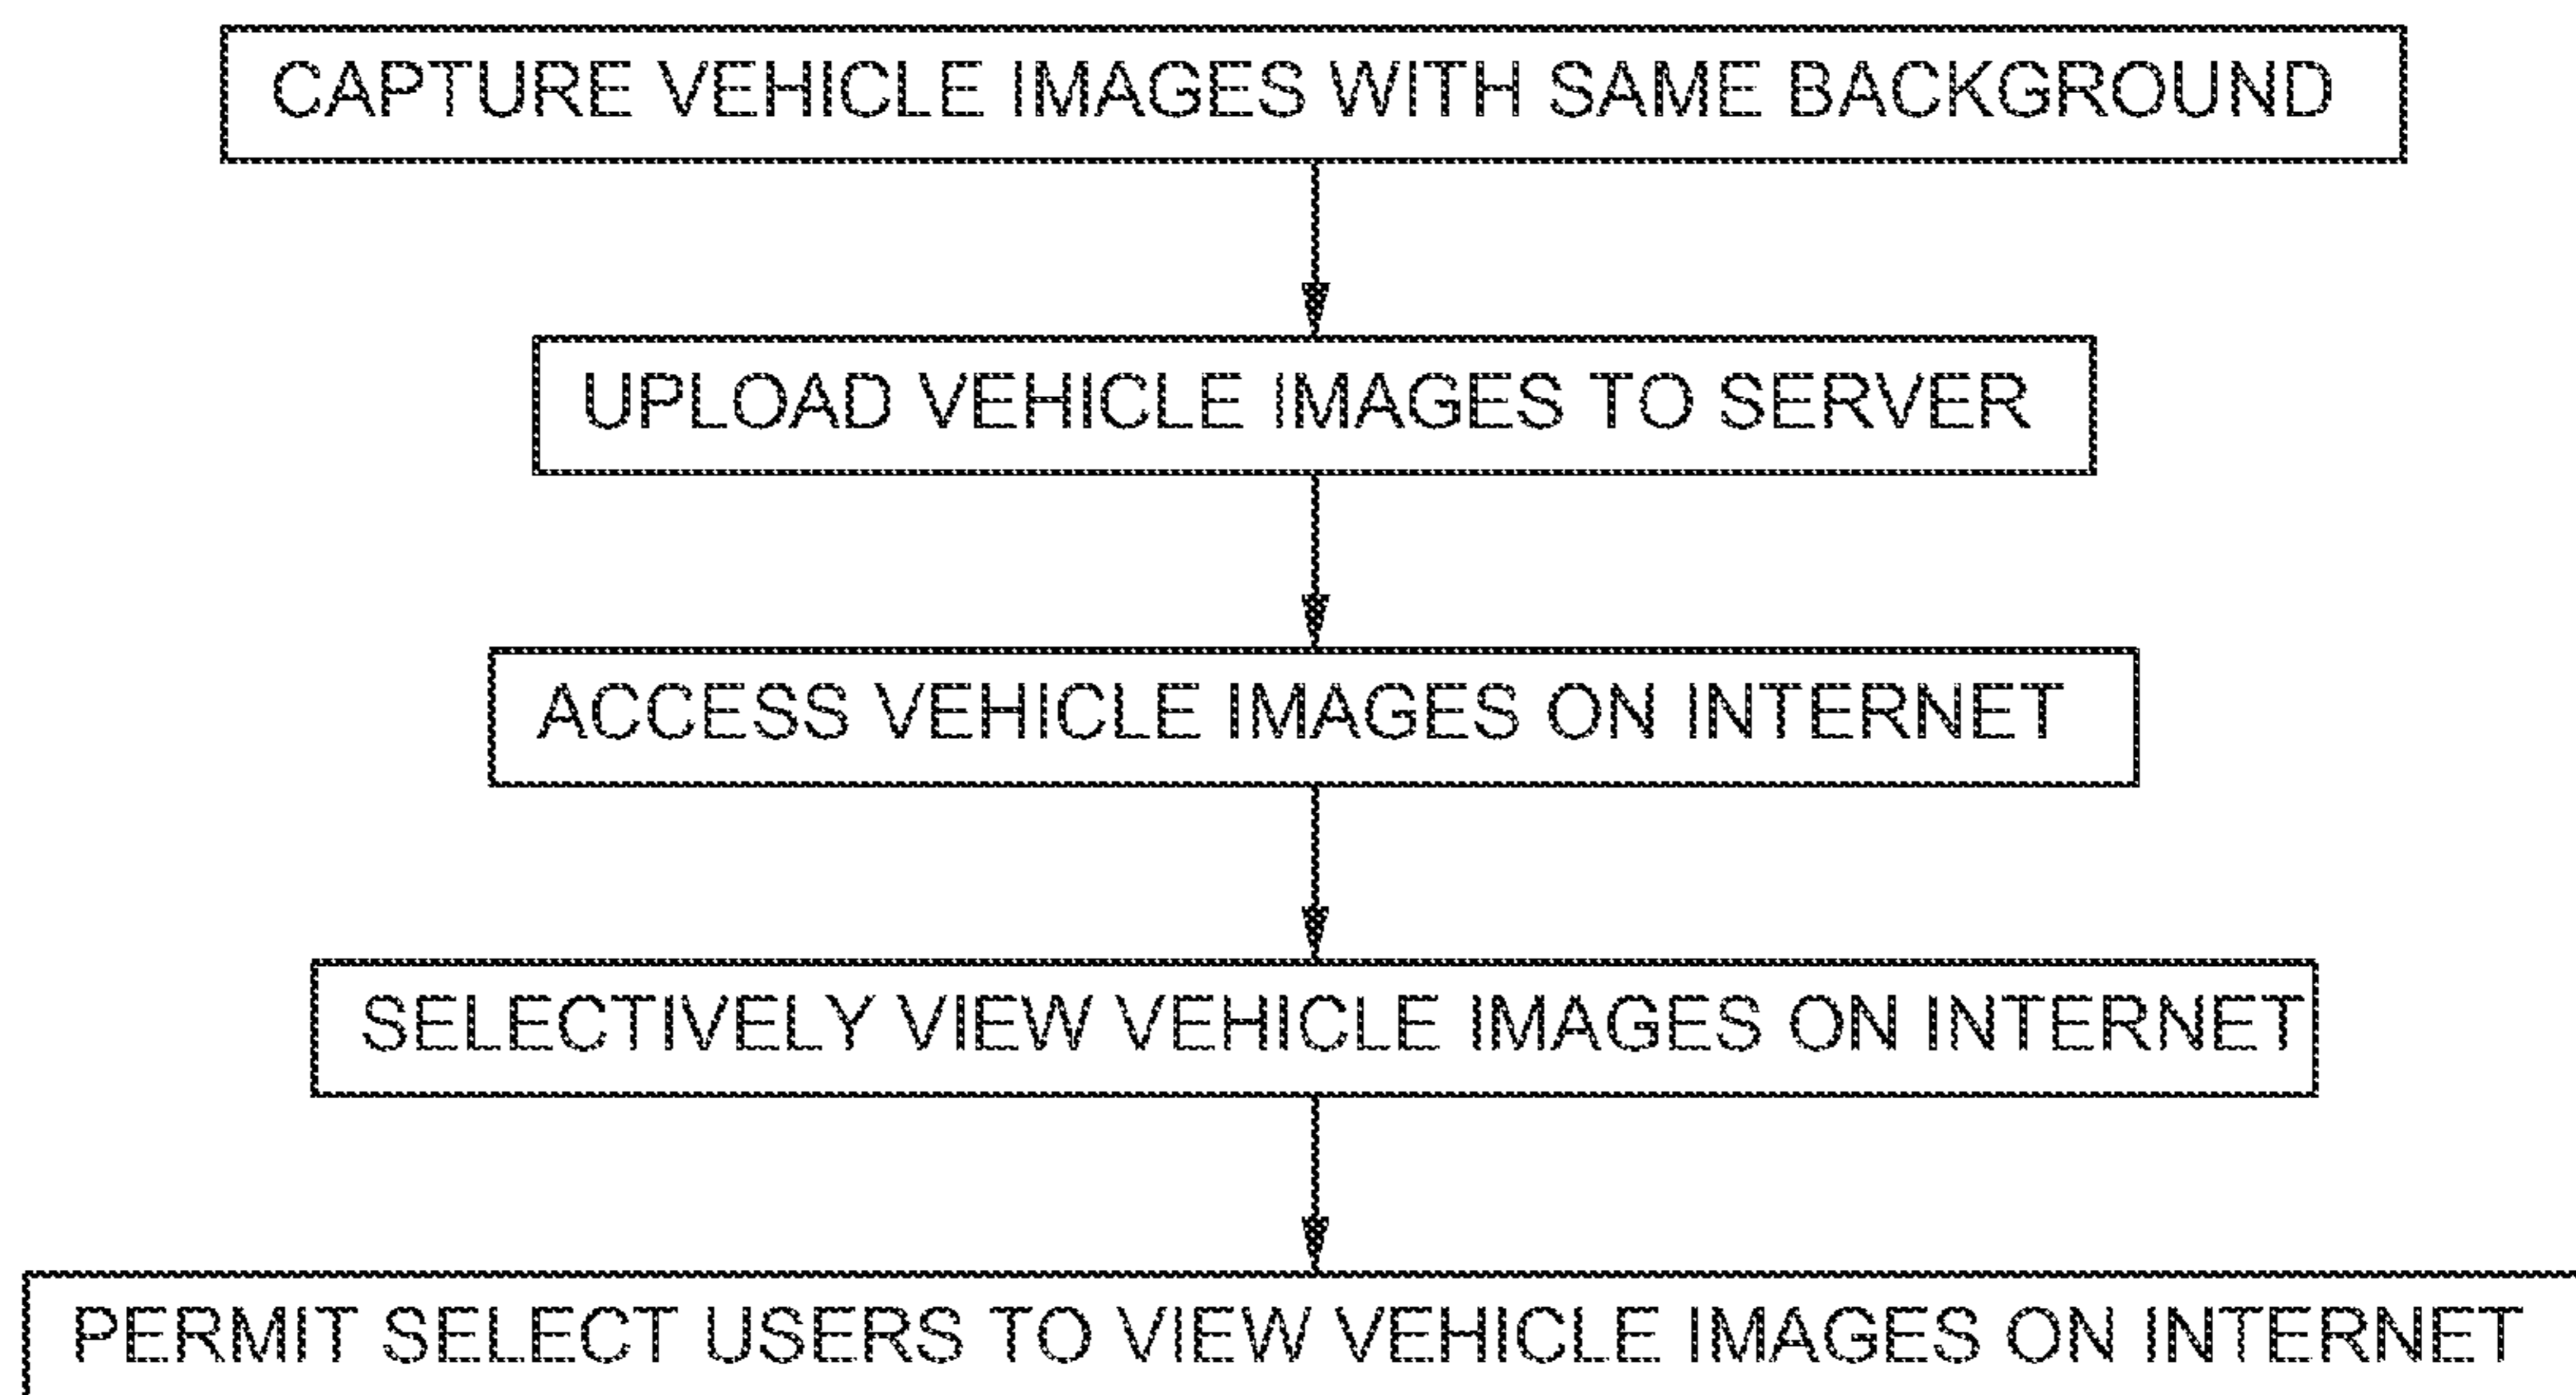 CAPTURE VEHICLE IMAGES WITH SAME BACKGROUND
UPLOAD VEHICLE IMAGES TO SERVER
ACCESS VEHICLE IMAGES ON INTERNET
SELECTIVELY VIEW VEHICLE IMAGES ON INTERNET
PERMIT SELECT USERS TO VIEW VEHICLE IMAGES ON INTERNET